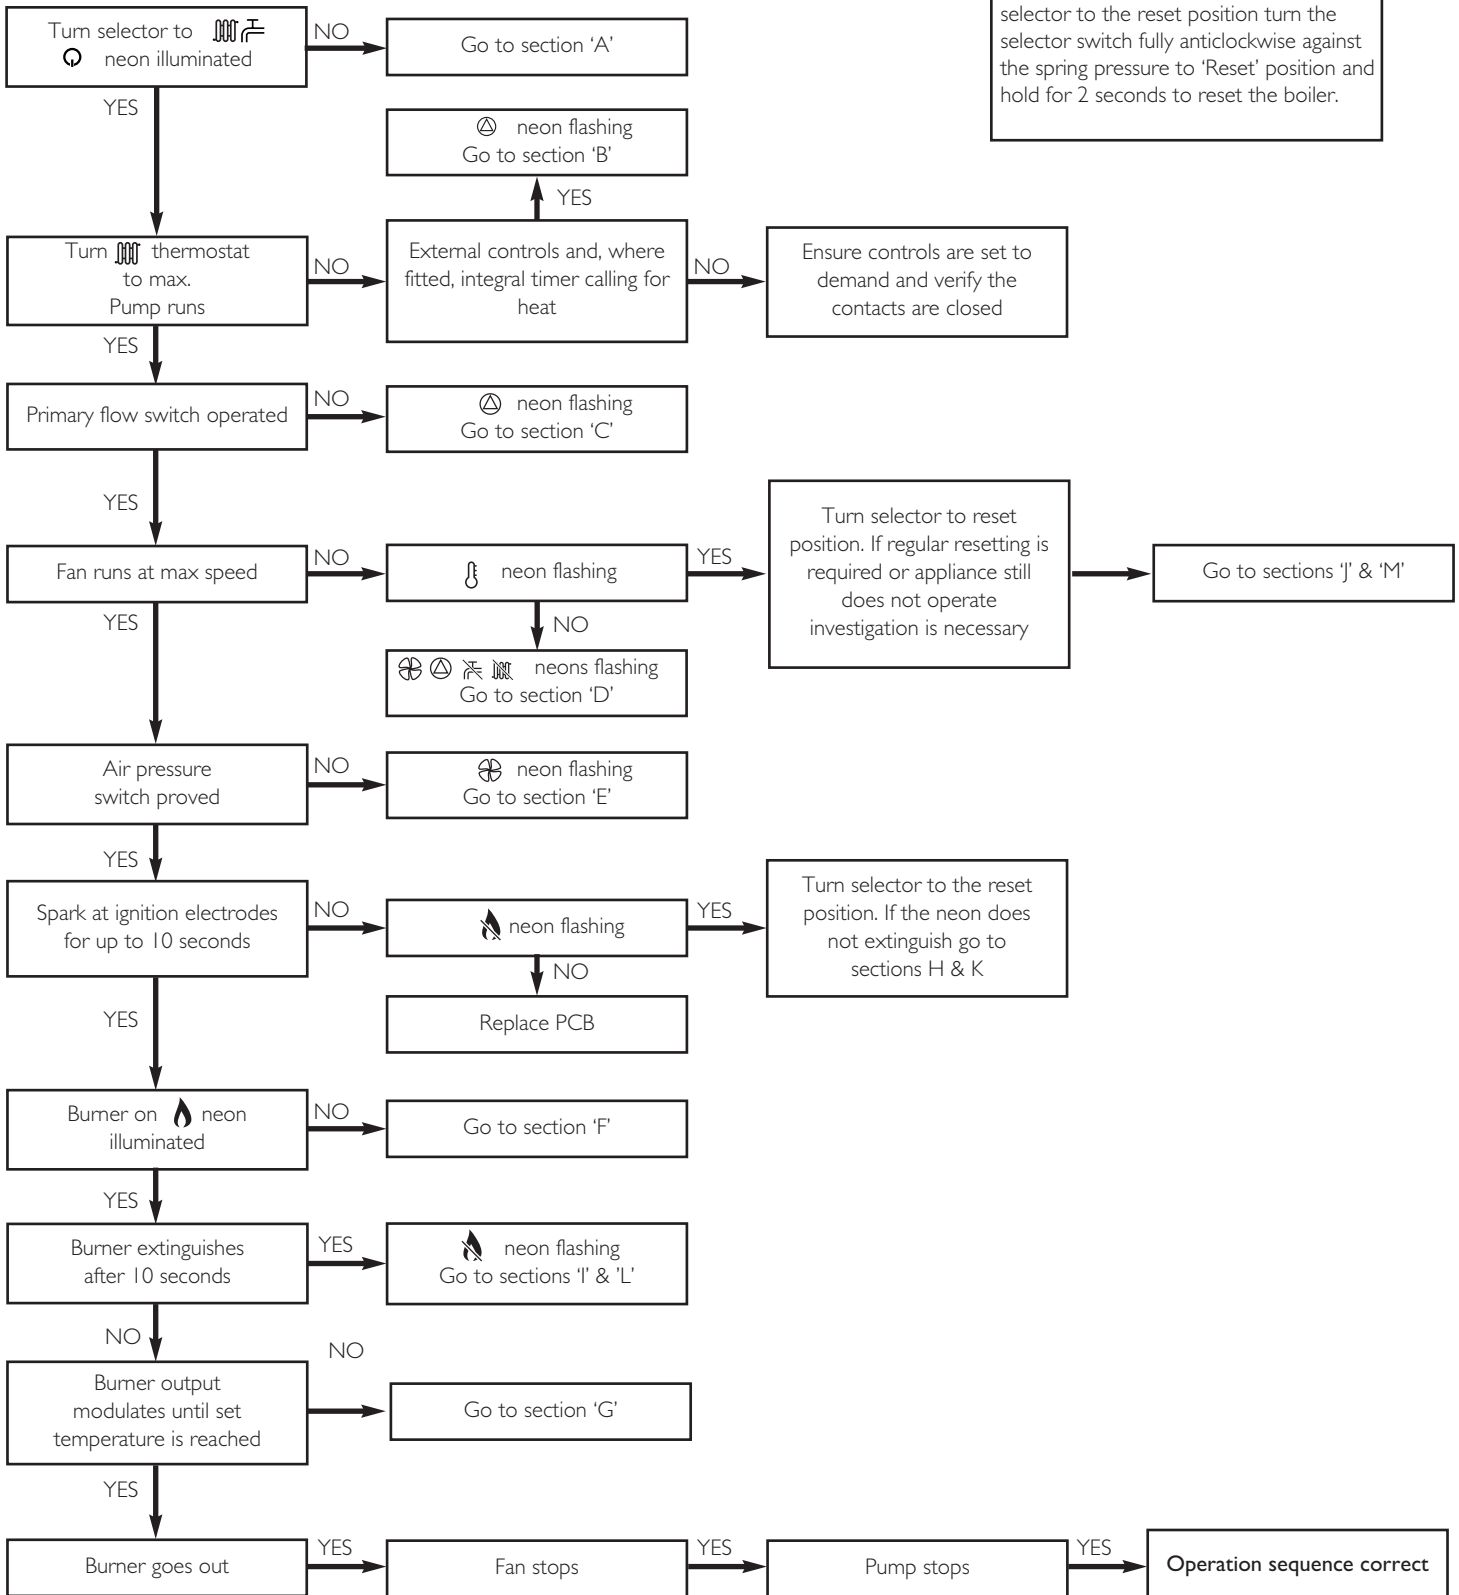 Turn selector to
neon illuminated
NO
Go to section ‘A’
selector to the reset position turn the
selector switch fully anticlockwise against
the spring pressure to ‘Reset’ position and
hold for 2 seconds to reset the boiler.
YES
neon flashing
Go to section ‘B’
YES
Turn thermostat
to max.
Pump runs
NO
External controls and, where
fitted, integral timer calling for
heat
NO
Ensure controls are set to
demand and verify the
contacts are closed
YES
Primary flow switch operated
NO
neon flashing
Go to section ‘C’
YES
Fan runs at max speed
NO
neon flashing
YES
Turn selector to reset
position. If regular resetting is
required or appliance still
does not operate
investigation is necessary
Go to sections ‘J’ & ‘M’
YES
NO
neons flashing
Go to section ‘D’
Air pressure
switch proved
NO
neon flashing
Go to section ‘E’
YES
Spark at ignition electrodes
for up to 10 seconds
NO
neon flashing
YES
Turn selector to the reset
position. If the neon does
not extinguish go to
sections H & K
NO
Replace PCB
YES
Burner on neon
illuminated
NO
Go to section ‘F’
YES
Burner extinguishes
after 10 seconds
YES
neon flashing
Go to sections ‘I’ & ’L’
NO
NO
Burner output
modulates until set
temperature is reached
Go to section ‘G’
YES
Burner goes out
YES
Fan stops
YES
Pump stops
YES
Operation sequence correct